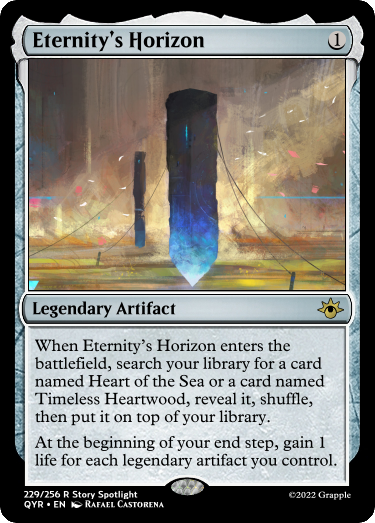 Eternity's Horizon 1
Legendary Artifact
When Eternity's Horizon enters the
battlefield, search your library for a card
named Heart of the Sea or a card named
Timeless Heartwood, reveal it, shuffle,
then put it on top of your library.
At the beginning of your end step, gain 1
life for each legendary artifact you control.
229/256 R Story Spotlight
QYR • EN Rafael Castorena
©2022 Grapple